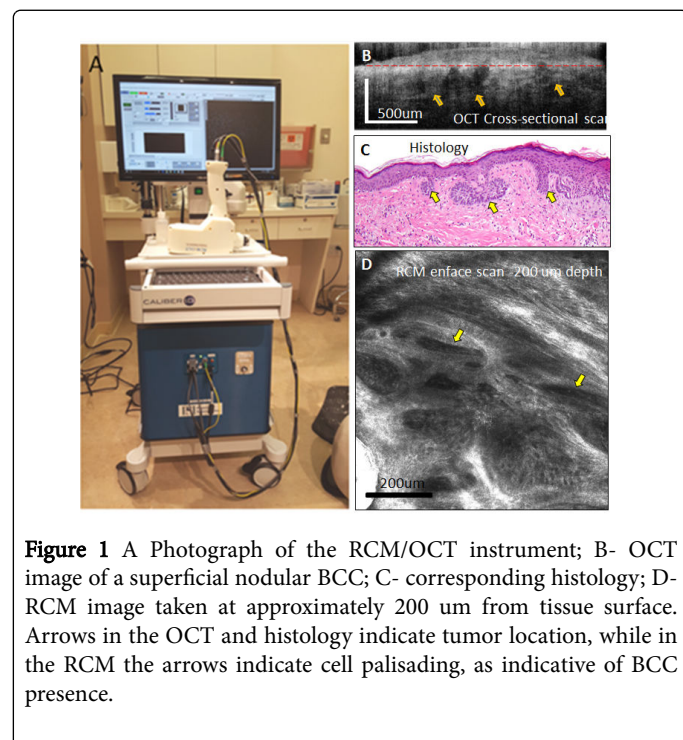 A
CALIBER
B
500um
OCT Cross-sectional scan
C
Histology
D
RCM enface scan 200 um depth
200um
Figure 1 A Photograph of the RCM/OCT instrument; B- OCT
image of a superficial nodular BCC; C- corresponding histology; D-
RCM image taken at approximately 200 um from tissue surface.
Arrows in the OCT and histology indicate tumor location, while in
the RCM the arrows indicate cell palisading, as indicative of BCC
presence.